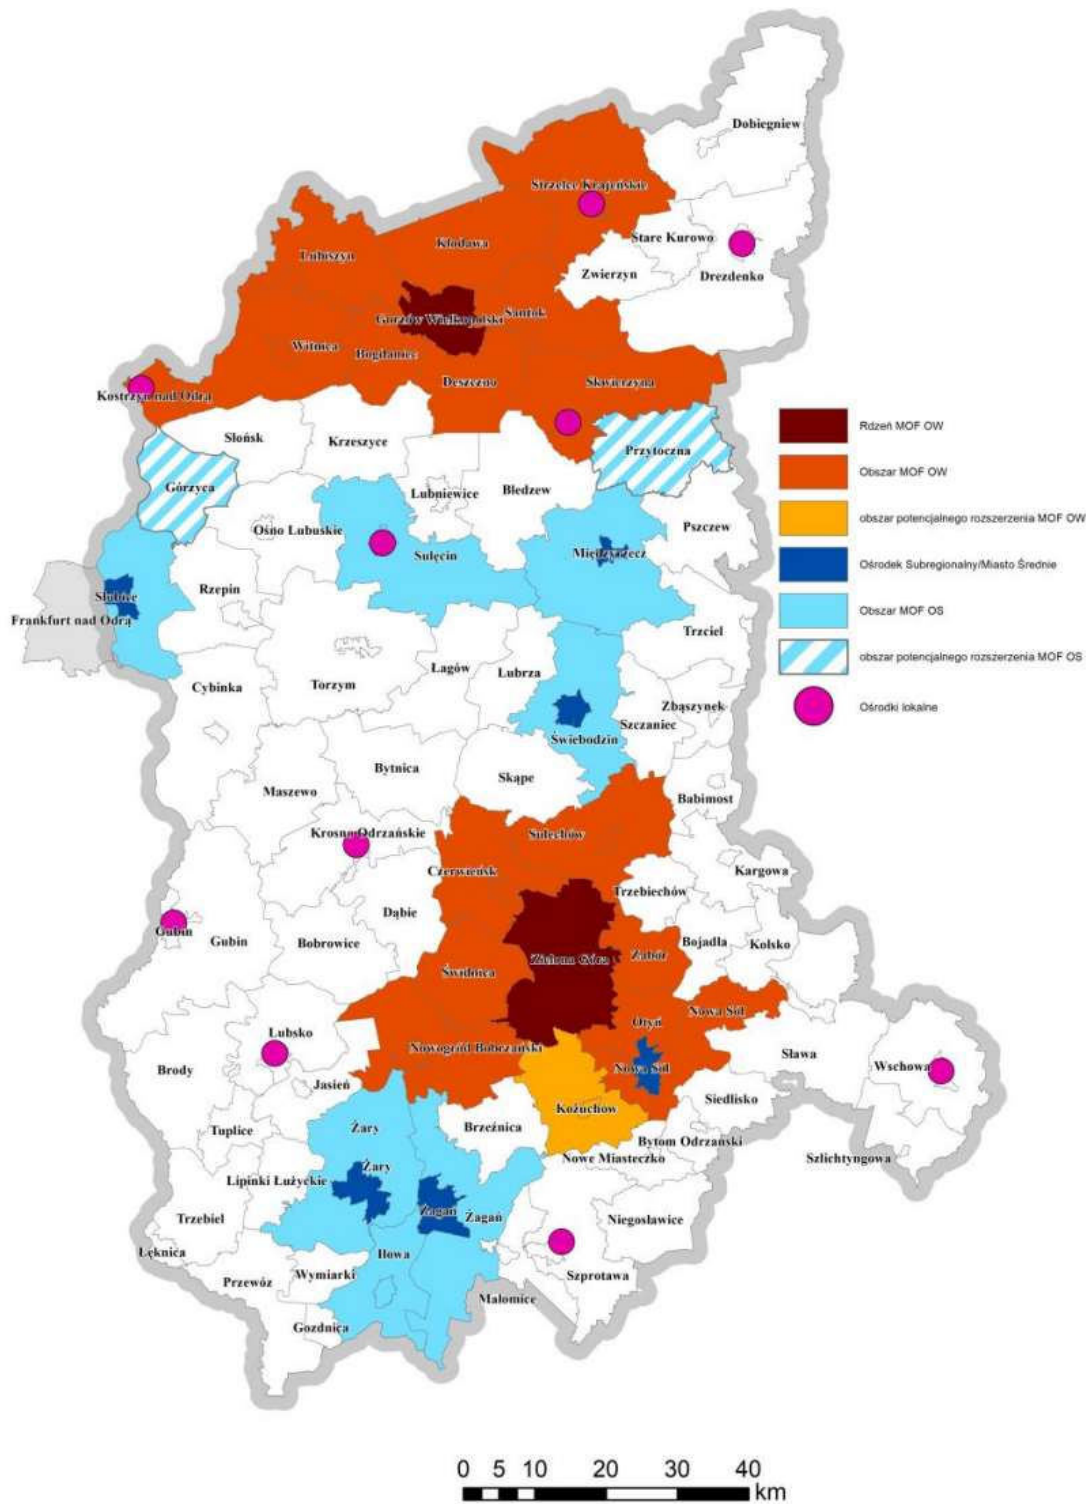 Dobiegniew
Strzelce Krajeńskie
Stare Kurowo
Kłodawa
Lubiszyn
Zwierzyn
Drezdenko
Santok
Gorzów Wielkopolski
Witnica
Bogdaniec
Deszczno
Skwierzyna
Kostrzyn nad Odrą
Rdzeń MOF OW
Słońsk
Krzeszyce
Przytoczna
Obszar MOF OW
Górzyca
Lubniewice
Bledzew
obszar potencjalnego rozszerzenia MOF OW
Ośno Lubuskie
Pszczew
Sulęcin
Międzyrzecz
Ośrodek Subregionalny/Miasto Średnie
Rzepin
Słubice
Obszar MOF OS
Frankfurt nad Odrą
Trzciel
obszar potencjalnego rozszerzenia MOF OS
Łagów
Lubrza
Cybinka
Torzym
Zbąszynek
Szczaniec
Ośrodki lokalne
Świebodzin
Bytnica
Skąpe
Maszewo
Babimost
Krosno Odrzańskie
Sulechów
Czerwieńsk
Kargowa
Trzebiechów
Dąbie
Gubin
Gubin
Bobrowice
Bojadła
Kolsko
Zabór
Zielona Góra
Świdnica
Nowa Sól
Otyń
Lubsko
Nowogród Bobrzański
Sława
Brody
Nowa Sól
Wschowa
Jasień
Siedlisko
Kożuchów
Tuplice
Żary
Brzeźnica
Bytom Odrzański
Nowe Miasteczko
Szlichtyngowa
Żary
Lipinki Łużyckie
Trzebiel
Żagań
Żagań
Niegosławice
Łęknica
Iłowa
Przewóz
Wymiarki
Szprotawa
Małomice
Gozdnica
0 5 10 20 30 40
km